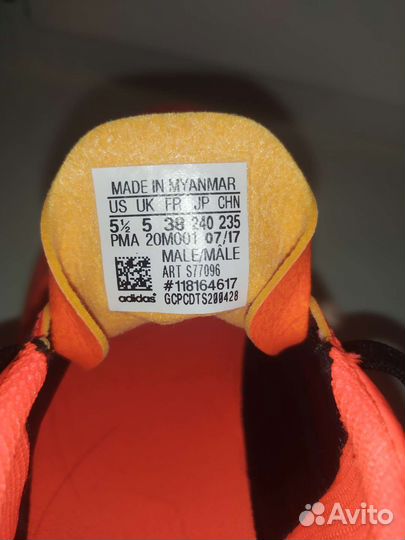 MADE IN MYANMAR
US UK FR JP CHN
5½ 5 38 240 235
PMA 20M001 07/17
MALE/MÂLE
ART S77096
#118164617
adidas GCPCDTS200428
Avito